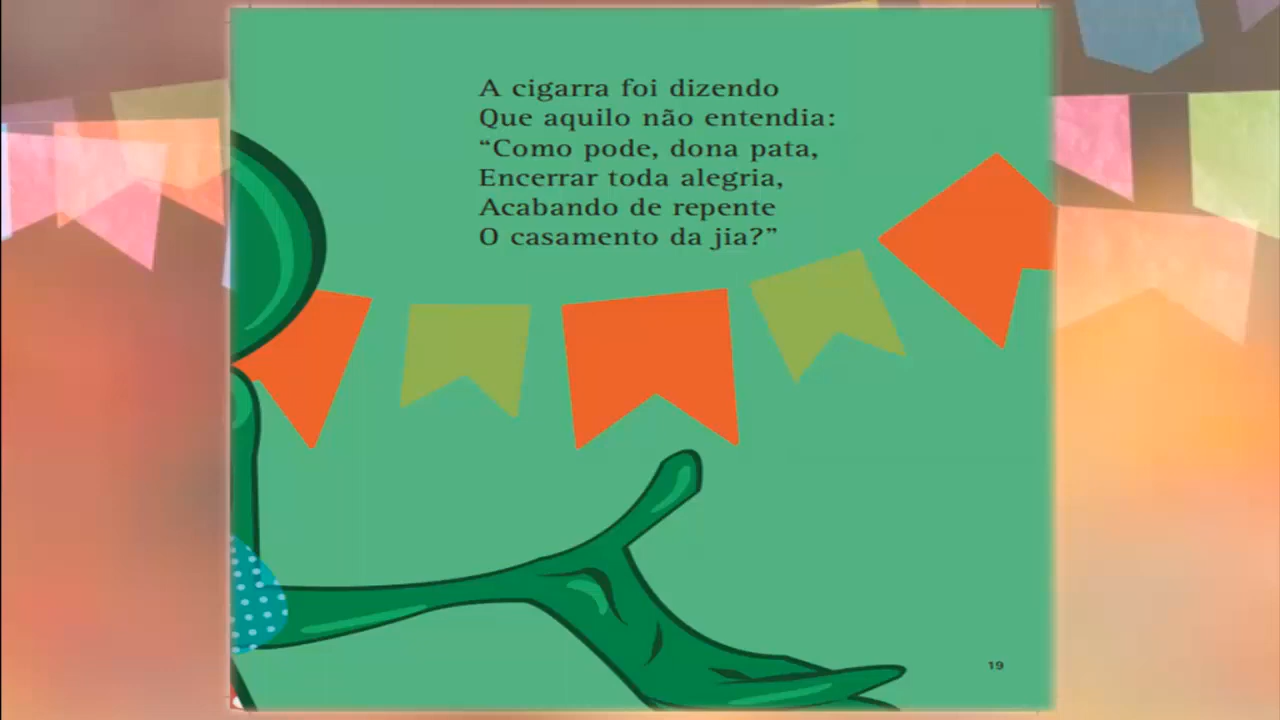 A cigarra foi dizendo
Que aquilo não entendia:
“Como pode, dona pata,
Encerrar toda alegria,
Acabando de repente
O casamento da jia?”
19